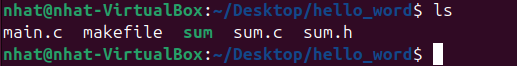 nhat@nhat-VirtualBox:~/Desktop/hello_word$ ls
main.c  makefile  sum  sum.c  sum.h
nhat@nhat-VirtualBox:~/Desktop/hello_word$